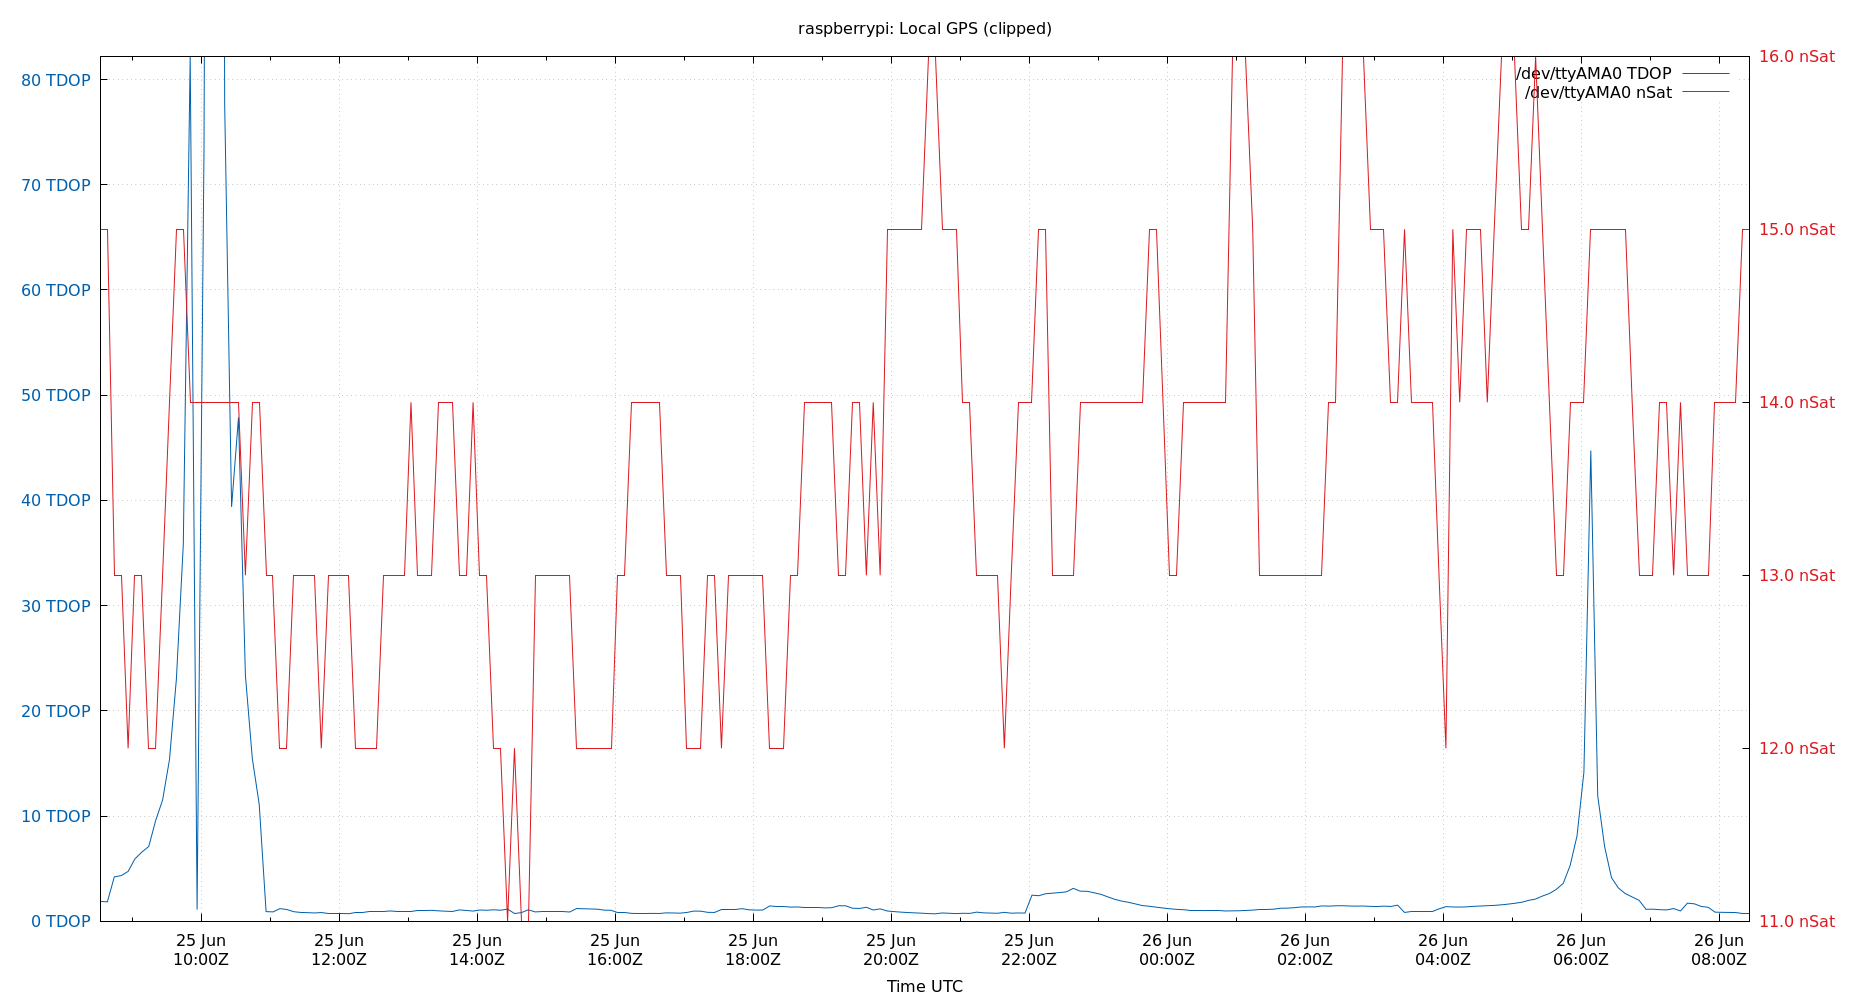 raspberrypi: Local GPS (clipped)
80 TDOP
70 TDOP
60 TDOP
50 TDOP
40 TDOP
30 TDOP
20 TDOP
10 TDOP
0 TDOP
16.0 nSat
15.0 nSat
14.0 nSat
13.0 nSat
12.0 nSat
11.0 nSat
/dev/ttyAMA0 TDOP
/dev/ttyAMA0 nSat
25 Jun
10:00Z
25 Jun
12:00Z
25 Jun
14:00Z
25 Jun
16:00Z
25 Jun
18:00Z
25 Jun
20:00Z
25 Jun
22:00Z
26 Jun
00:00Z
26 Jun
02:00Z
26 Jun
04:00Z
26 Jun
06:00Z
26 Jun
08:00Z
Time UTC